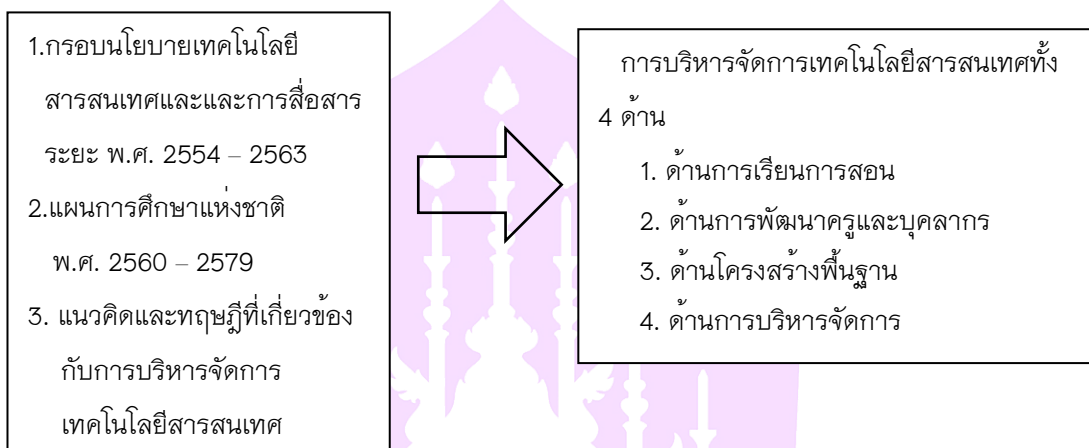 1.กรอบนโยบายเทคโนโลยี
สารสนเทศและและการสื่อสาร
ระยะ พ.ศ. 2554 – 2563
2.แผนการศึกษาแห่งชาติ
พ.ศ. 2560 – 2579
3. แนวคิดและทฤษฎีที่เกี่ยวข้อง
กับการบริหารจัดการ
เทคโนโลยีสารสนเทศ
การบริหารจัดการเทคโนโลยีสารสนเทศทั้ง
4 ด้าน
1. ด้านการเรียนการสอน
2. ด้านการพัฒนาครูและบุคลากร
3. ด้านโครงสร้างพื้นฐาน
4. ด้านการบริหารจัดการ